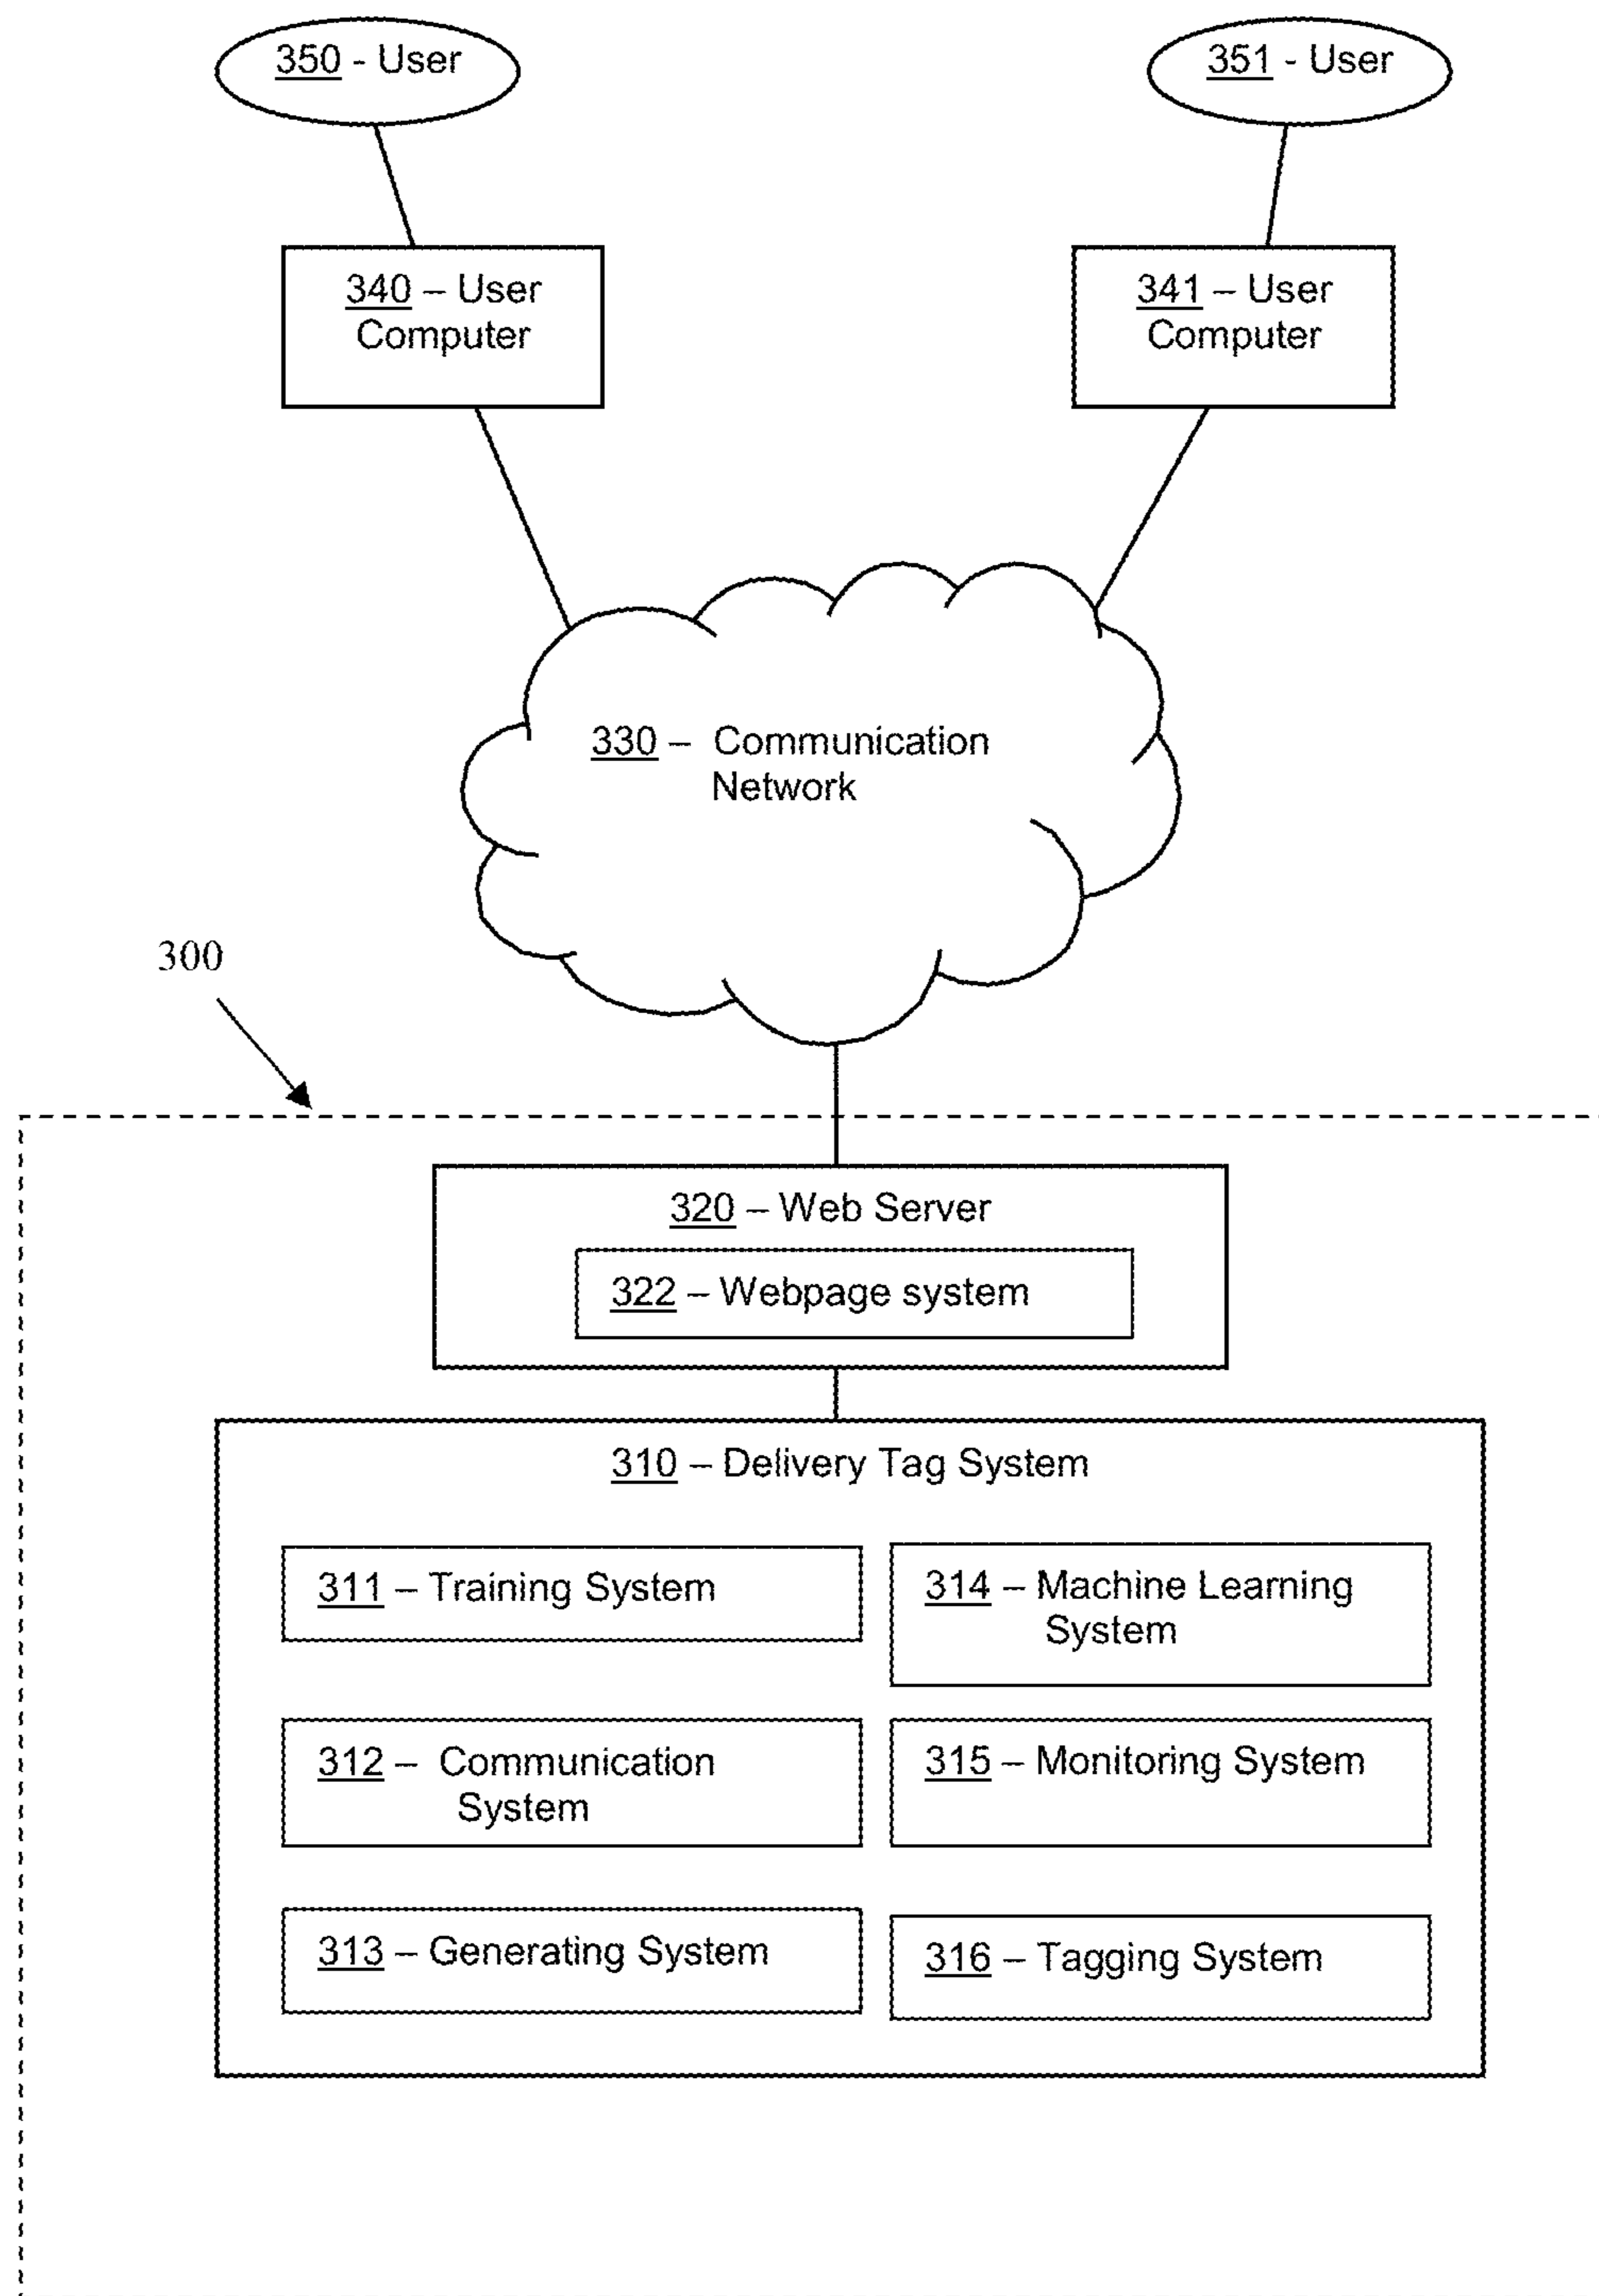 350 - User
351 - User
340 – User
Computer
341 – User
Computer
330 – Communication
Network
300
320 – Web Server
322 – Webpage system
310 – Delivery Tag System
311 – Training System
314 – Machine Learning
System
312 – Communication
System
315 – Monitoring System
313 – Generating System
316 – Tagging System